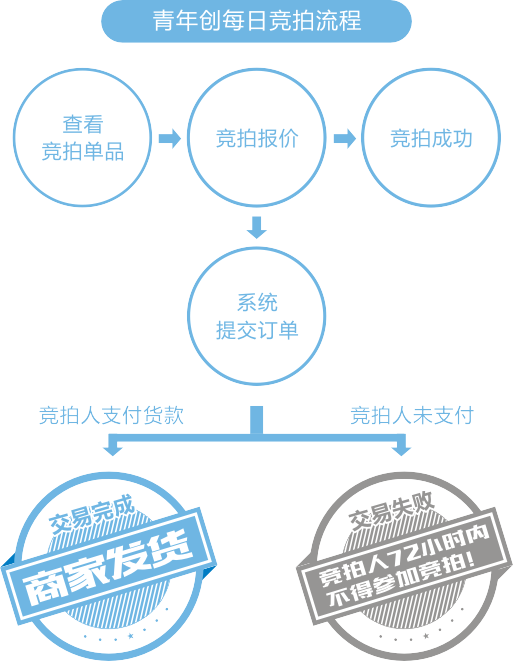 青年创每日竞拍流程
查看
竞拍单品
竞拍报价
竞拍成功
系统
提交订单
竞拍人支付货款
竞拍人未支付
交易完成
商家发货
交易失败
竞拍人72小时内
不得参加竞拍!